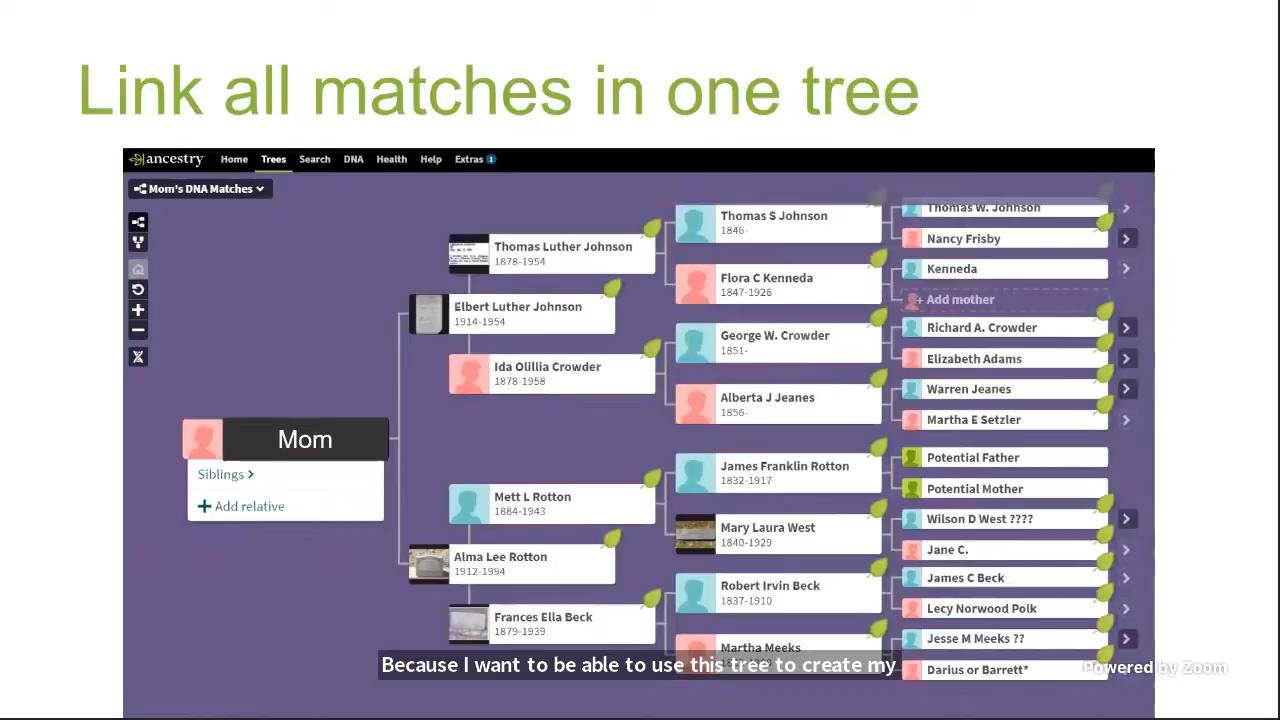 Link all matches in one tree
ancestry Home Trees Search DNA Health Help Extras 1
Mom's DNA Matches
Mom
Siblings
Add relative
Elbert Luther Johnson
1914-1954
Alma Lee Rotton
1912-1994
Thomas Luther Johnson
1878-1954
Ida Olillia Crowder
1878-1958
Mett L Rotton
1884-1943
Frances Ella Beck
1879-1939
Thomas S Johnson
1846-
Flora C Kenneda
1847-1926
George W. Crowder
1851-
Alberta J Jeanes
1856-
James Franklin Rotton
1832-1917
Mary Laura West
1840-1929
Robert Irvin Beck
1837-1910
Martha Meeks
Thomas W. Johnson
Nancy Frisby
Kenneda
Add mother
Richard A. Crowder
Elizabeth Adams
Warren Jeanes
Martha E Setzler
Potential Father
Potential Mother
Wilson D West ????
Jane C.
James C Beck
Lecy Norwood Polk
Jesse M Meeks ??
Darius or Barrett*
Because I want to be able to use this tree to create my
Powered by Zoom